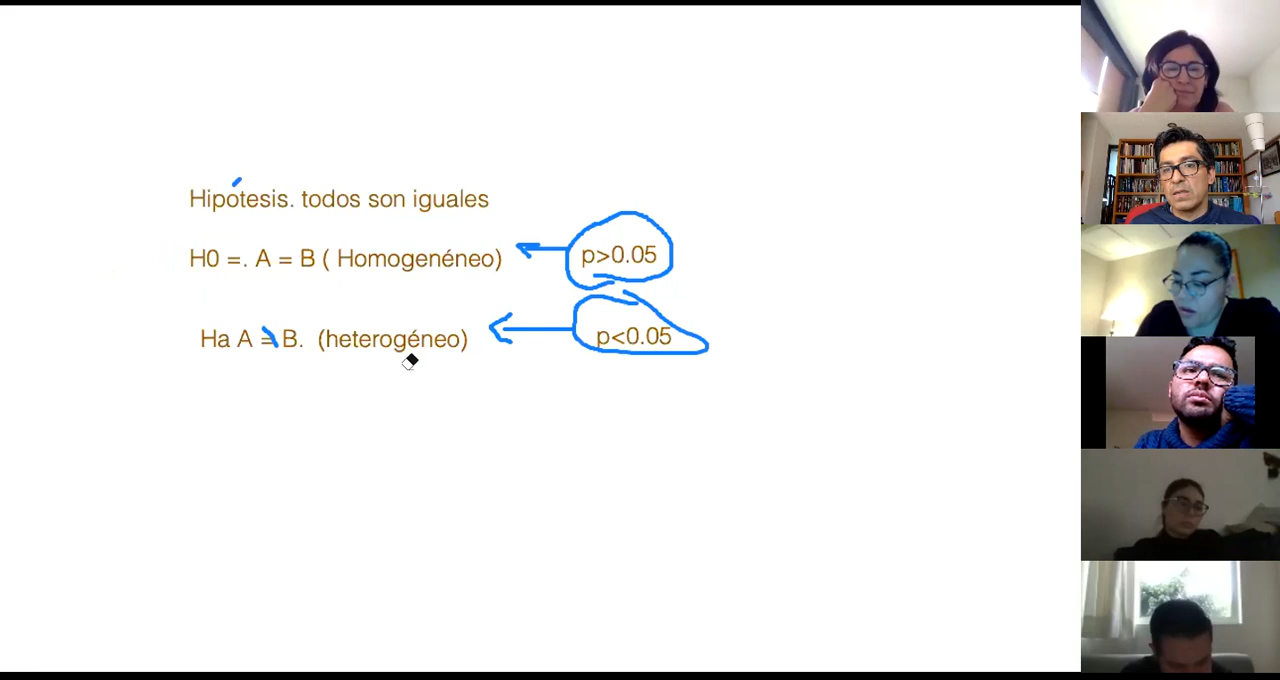 Hipótesis. todos son iguales
H0 =. A = B ( Homogenéneo) p>0.05
Ha A = B. (heterogéneo) p<0.05